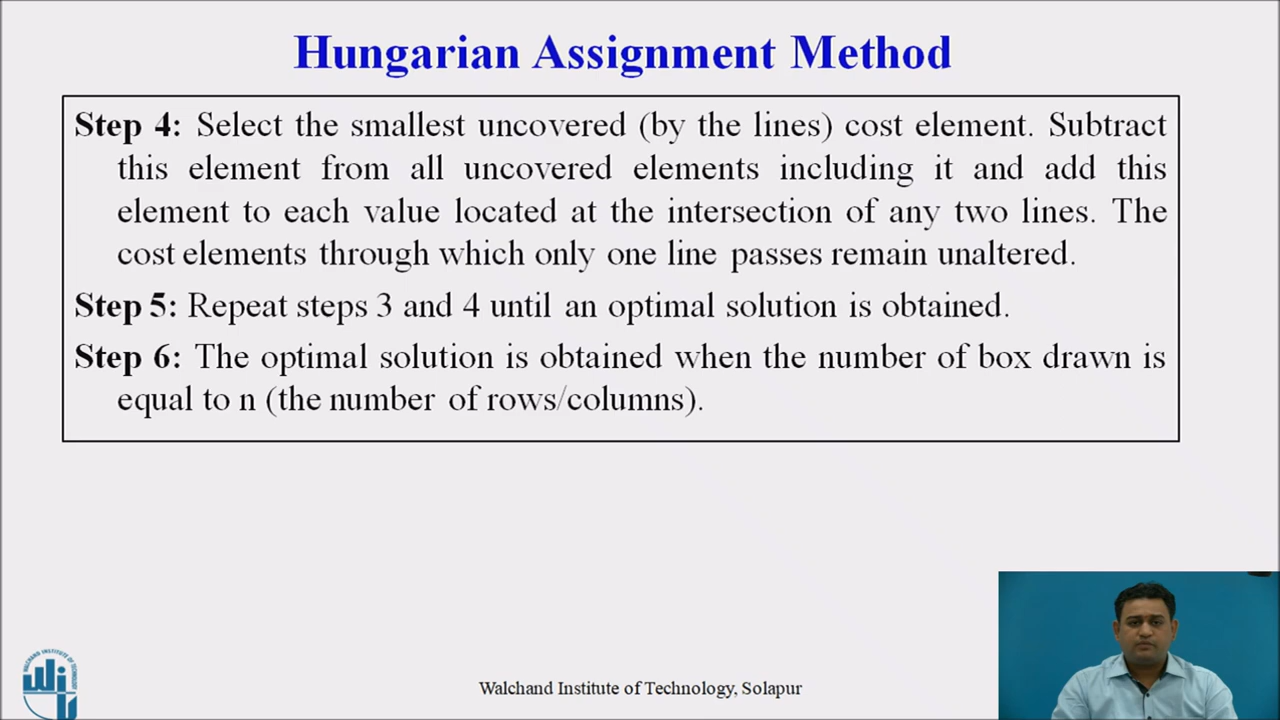 Hungarian Assignment Method
Step 4: Select the smallest uncovered (by the lines) cost element. Subtract
this element from all uncovered elements including it and add this
element to each value located at the intersection of any two lines. The
cost elements through which only one line passes remain unaltered.
Step 5: Repeat steps 3 and 4 until an optimal solution is obtained.
Step 6: The optimal solution is obtained when the number of box drawn is
equal to n (the number of rows/columns).
WALCHAND INSTITUTE OF TECHNOLOGY
Walchand Institute of Technology, Solapur